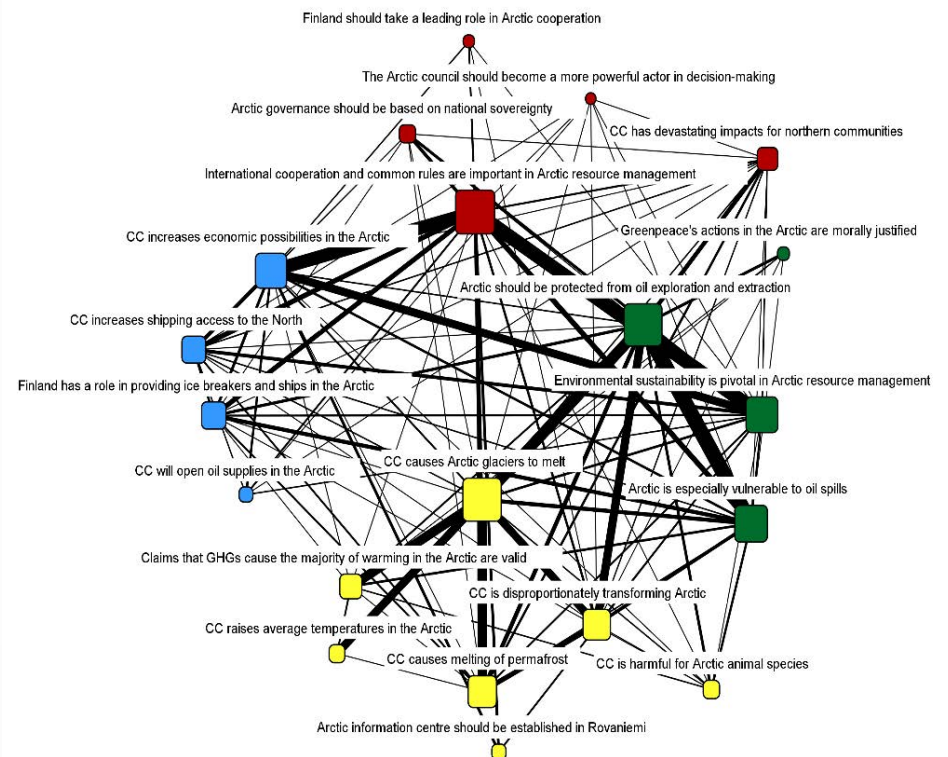 Finland should take a leading role in Arctic cooperation
The Arctic council should become a more powerful actor in decision-making
Arctic governance should be based on national sovereignty
CC has devastating impacts for northern communities
International cooperation and common rules are important in Arctic resource management
Greenpeace's actions in the Arctic are morally justified
CC increases economic possibilities in the Arctic
Arctic should be protected from oil exploration and extraction
CC increases shipping access to the North
Finland has a role in providing ice breakers and ships in the Arctic
Environmental sustainability is pivotal in Arctic resource management
CC causes Arctic glaciers to melt
CC will open oil supplies in the Arctic
Arctic is especially vulnerable to oil spills
Claims that GHGs cause the majority of warming in the Arctic are valid
CC is disproportionately transforming Arctic
CC raises average temperatures in the Arctic
CC causes melting of permafrost
CC is harmful for Arctic animal species
Arctic information centre should be established in Rovaniemi